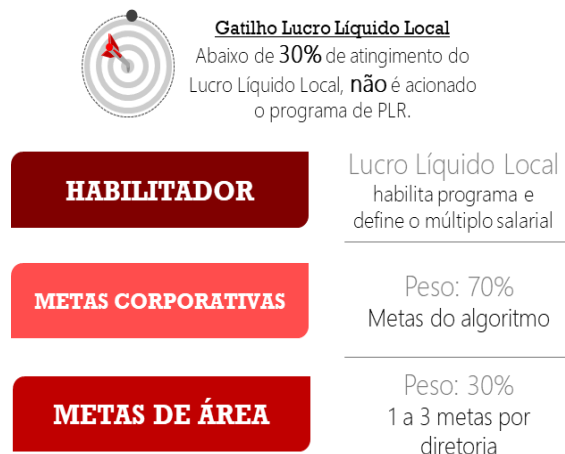 Gatilho Lucro Líquido Local
Abaixo de 30% de atingimento do
Lucro Líquido Local, não é acionado
o programa de PLR.
HABILITADOR
Lucro Líquido Local
habilita programa e
define o múltiplo salarial
METAS CORPORATIVAS
Peso: 70%
Metas do algoritmo
METAS DE ÁREA
Peso: 30%
1 a 3 metas por
diretoria